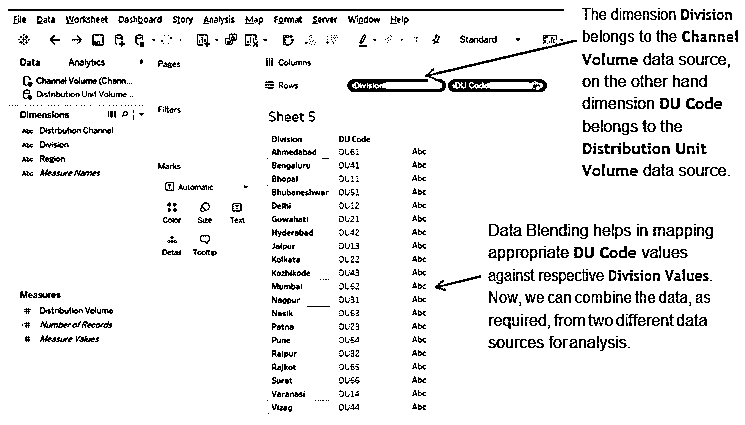 File Data Worksheet Dashboard Story Analysis Map Format Server Window Help
Standard
Data Analytics
Pages
Columns
Channel Volume (Chann...
Distribution Unit Volume ...
Rows
Division
DU Code
Dimensions
Filters
Sheet 5
Abc Distribution Channel
Abc Division
Abc Region
Abc Measure Names
Marks
Automatic
Color Size Text
Detail Tooltip
Measures
# Distribution Volume
# Number of Records
# Measure Values
Division DU Code
Ahmedabad DU61 Abc
Bengaluru DU41 Abc
Bhopal DU11 Abc
Bhubaneshwar DU51 Abc
Delhi DU12 Abc
Guwahati DU21 Abc
Hyderabad DU42 Abc
Jaipur DU13 Abc
Kolkata DU22 Abc
Kozhikode DU43 Abc
Mumbai DU62 Abc
Nagpur DU31 Abc
Nasik DU63 Abc
Patna DU23 Abc
Pune DU64 Abc
Raipur DU32 Abc
Rajkot DU65 Abc
Surat DU66 Abc
Varanasi DU14 Abc
Vizag DU44 Abc
The dimension Division
belongs to the Channel
Volume data source,
on the other hand
dimension DU Code
belongs to the
Distribution Unit
Volume data source.
Data Blending helps in mapping
appropriate DU Code values
against respective Division Values.
Now, we can combine the data, as
required, from two different data
sources for analysis.